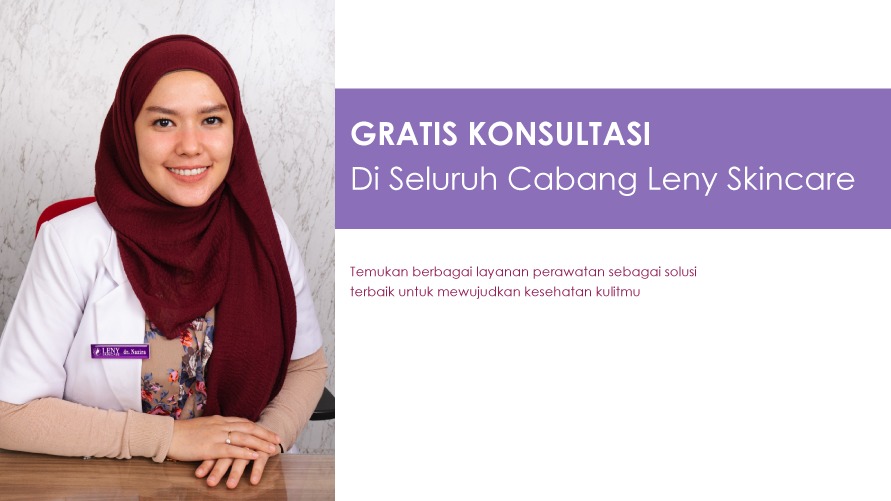 GRATIS KONSULTASI
Di Seluruh Cabang Leny Skincare
Temukan berbagai layanan perawatan sebagai solusi
terbaik untuk mewujudkan kesehatan kulitmu
LENY dr. Nazira